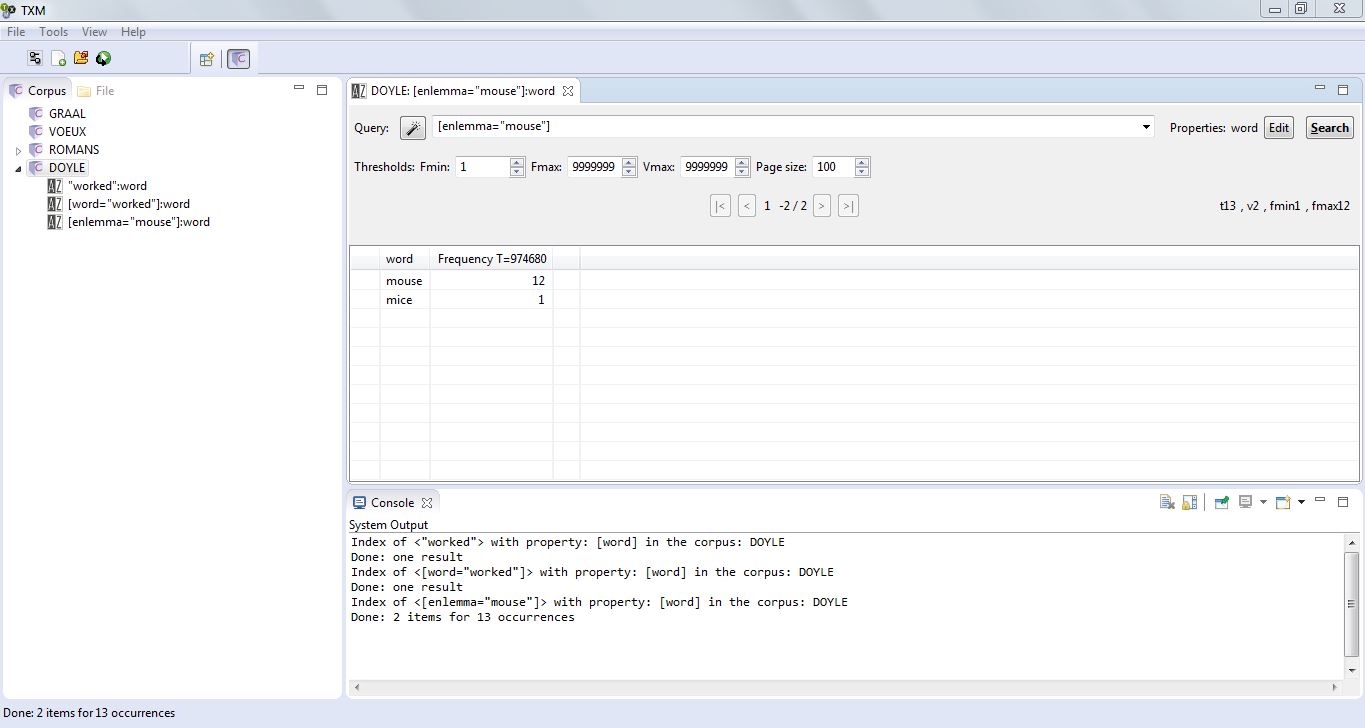 TXM
File Tools View Help
Corpus File
GRAAL
VOEUX
ROMANS
DOYLE
AZ "worked":word
AZ [word="worked"]:word
AZ [enlemma="mouse"]:word
AZ DOYLE: [enlemma="mouse"]:word
Query: [enlemma="mouse"] Properties: word Edit Search
Thresholds: Fmin: 1 Fmax: 9999999 Vmax: 9999999 Page size: 100
|< < 1 -2 / 2 > >| t13 , v2 , fmin1 , fmax12
word Frequency T=974680
mouse 12
mice 1
Console
System Output
Index of <"worked"> with property: [word] in the corpus: DOYLE
Done: one result
Index of <[word="worked"]> with property: [word] in the corpus: DOYLE
Done: one result
Index of <[enlemma="mouse"]> with property: [word] in the corpus: DOYLE
Done: 2 items for 13 occurrences
Done: 2 items for 13 occurrences